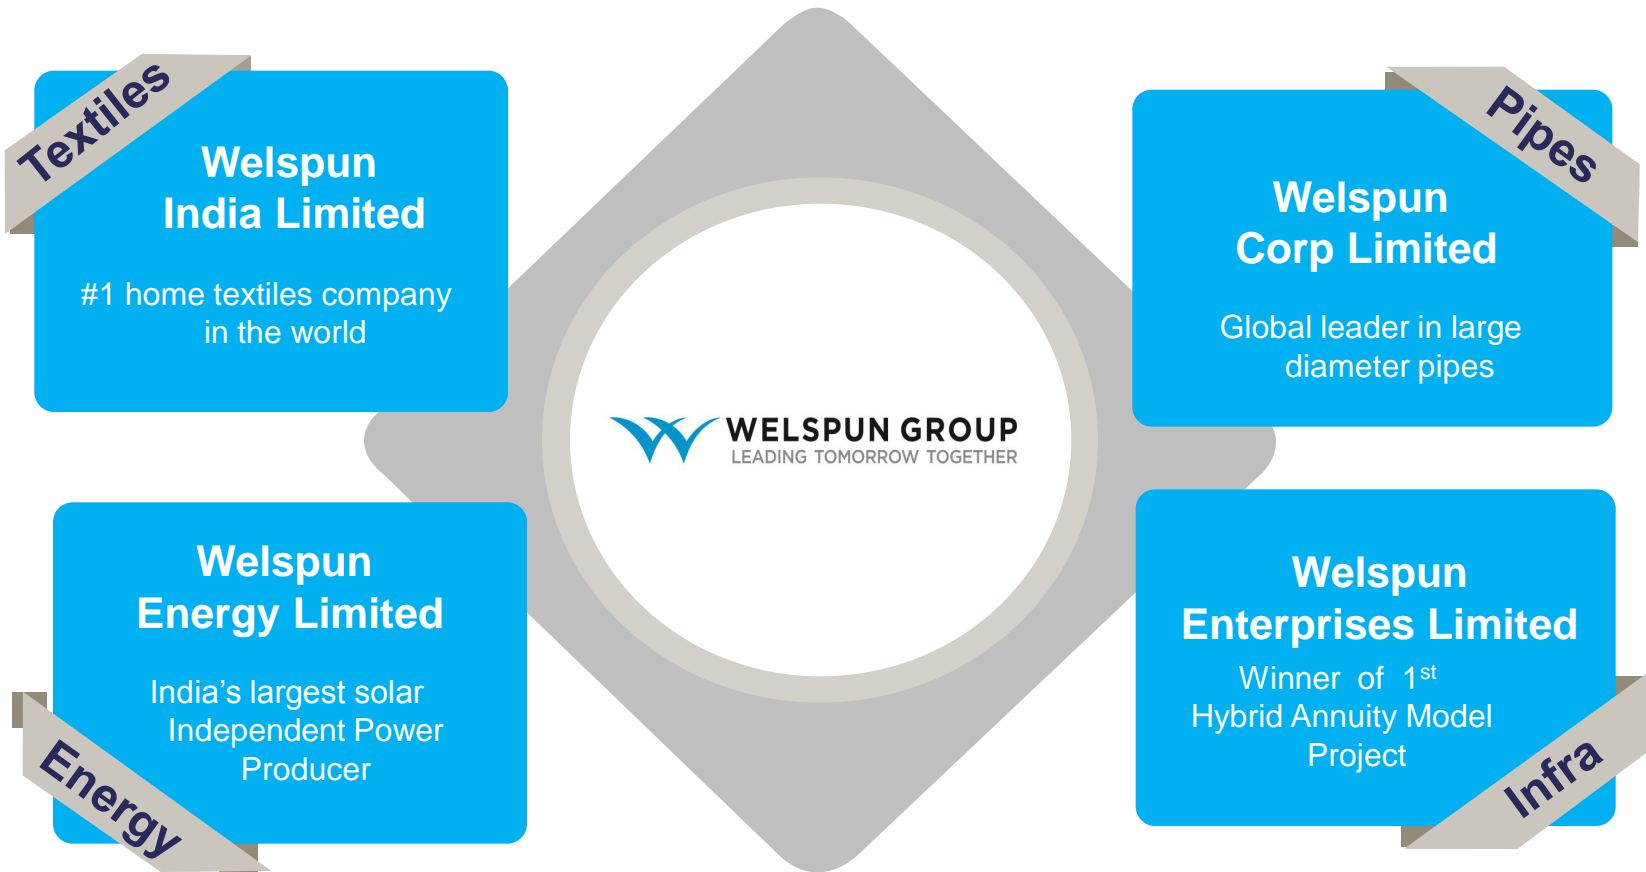 Textiles
Welspun
India Limited
#1 home textiles company
in the world
Pipes
Welspun
Corp Limited
Global leader in large
diameter pipes
WELSPUN GROUP
LEADING TOMORROW TOGETHER
Welspun
Energy Limited
India’s largest solar
Independent Power
Producer
Energy
Welspun
Enterprises Limited
Winner of 1st
Hybrid Annuity Model
Project
Infra